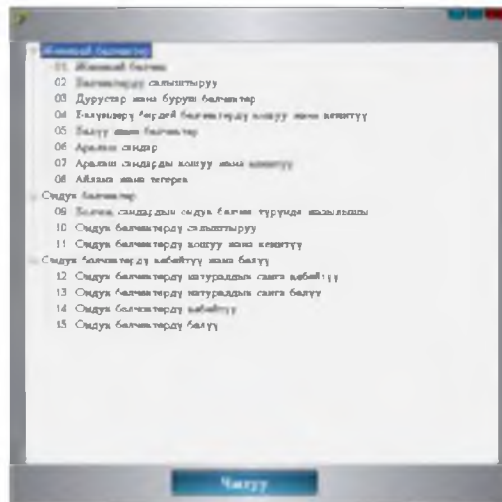 Жөнөкөй бөлчөктөр
01 Жөнөкөй бөлчөк
02 Бөлчөктөрдү салыштыруу
03 Дурустар жана буруш бөлчөктөр
04 Бөлүмдөрү бирдей бөлчөктөрдү кошуу жана кемитүү
05 Бөлүү жана бөлчөктөр
06 Аралаш сандар
07 Аралаш сандарды кошуу жана кемитүү
08 Айлана жана тегерек
Ондук бөлчөктөр
09 Бөлчөк сандардын ондук бөлчөк түрүндө жазылышы
10 Ондук бөлчөктөрдү салыштыруу
11 Ондук бөлчөктөрдү кошуу жана кемитүү
Ондук бөлчөктөрдү көбөйтүү жана бөлүү
12 Ондук бөлчөктөрдү натуралдык санга көбөйтүү
13 Ондук бөлчөктөрдү натуралдык санга бөлүү
14 Ондук бөлчөктөрдү көбөйтүү
15 Ондук бөлчөктөрдү бөлүү
Чыгуу